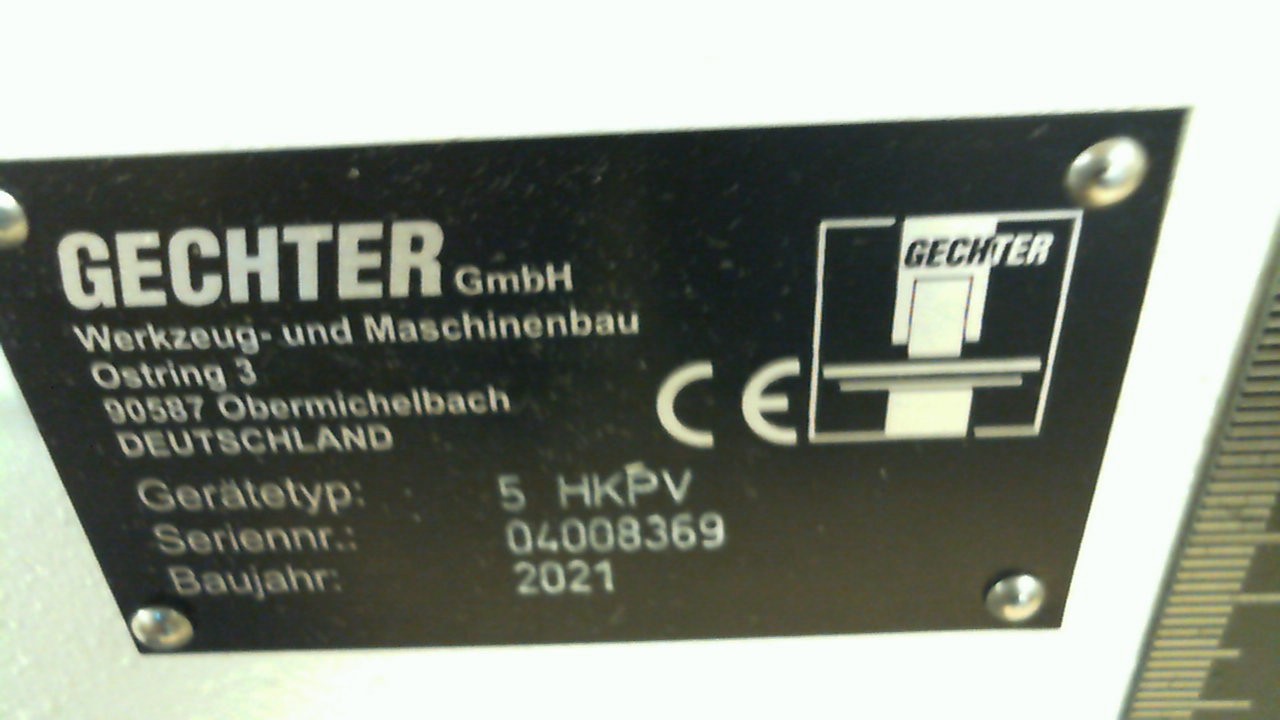 GECHTER GmbH
Werkzeug- und Maschinenbau
Ostring 3
90587 Obermichelbach
DEUTSCHLAND
CE
GECHTER
Gerätetyp: 5 HKPV
Seriennr.: 04008369
Baujahr: 2021